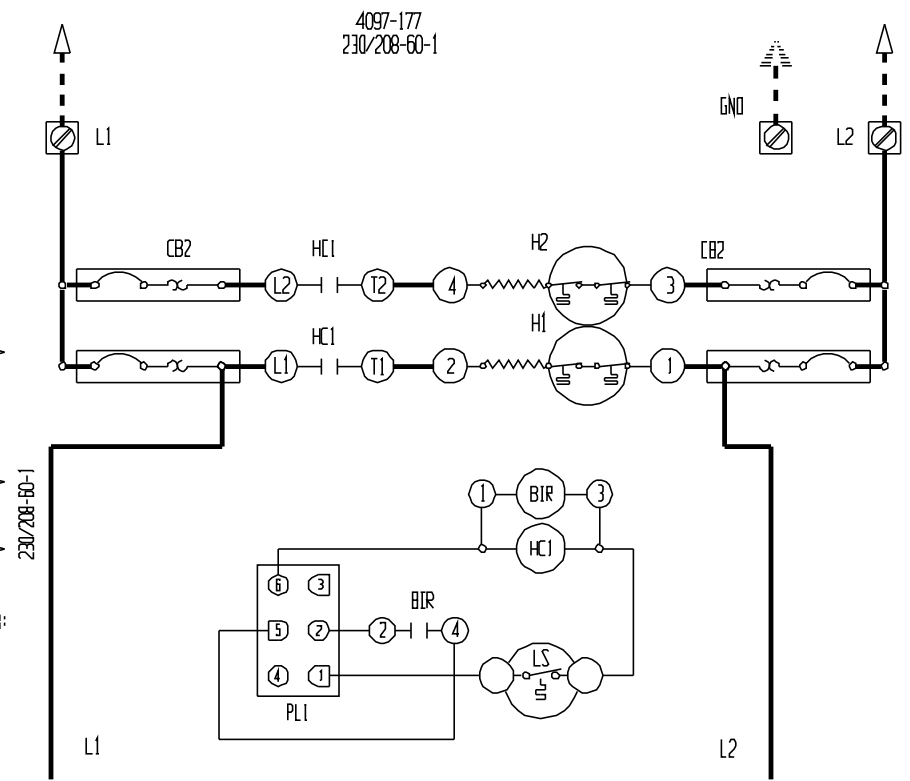 4097-177
230/208-60-1
GND
L1
L2
CB2
HC1
H2
CB2
L2
T2
4
3
HC1
H1
L1
T1
2
1
230/208-60-1
1
BIR
3
HC1
6
3
BIR
5
2
2
4
LS
4
1
PL1
L1
L2